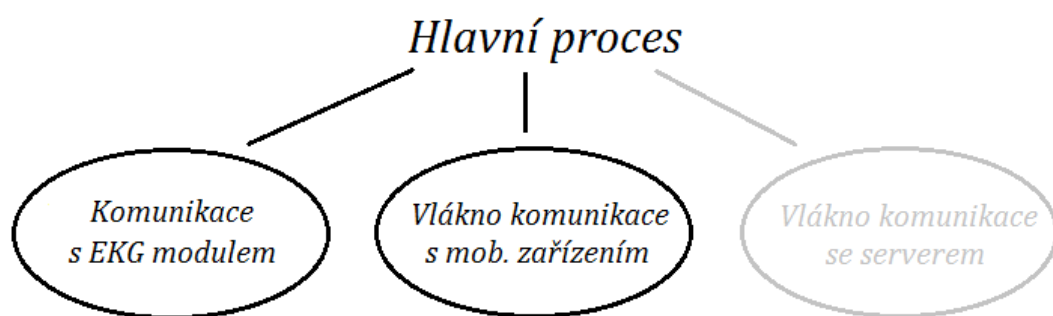 Hlavní proces
Komunikace
s EKG modulem
Vlákno komunikace
s mob. zařízením
Vlákno komunikace
se serverem